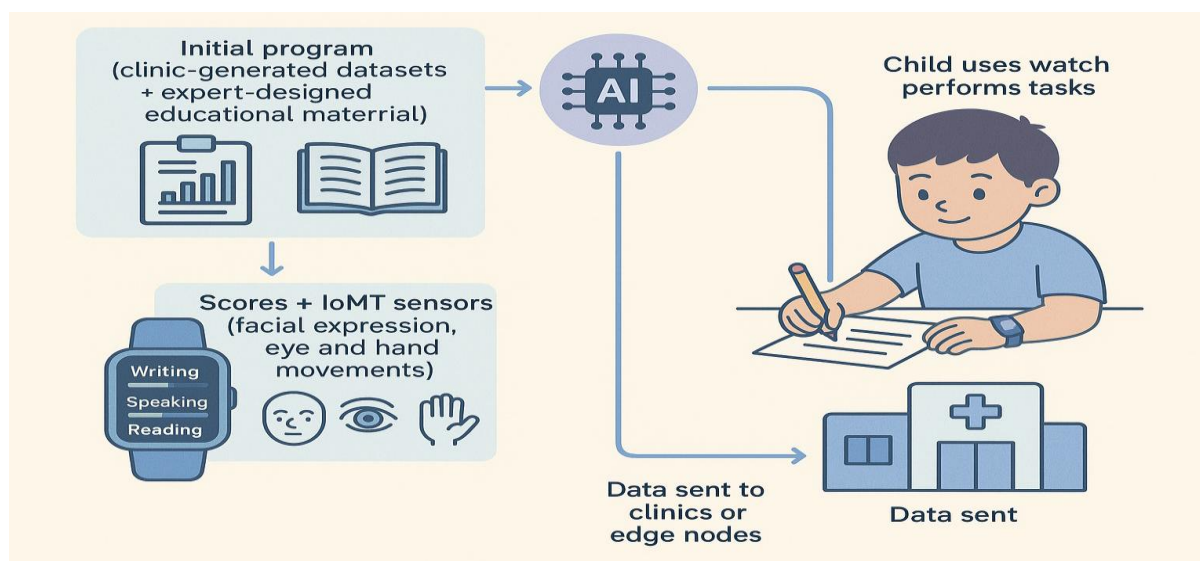 Initial program
(clinic-generated datasets
+ expert-designed
educational materrial)
AI
Child uses watch
performs tasks
Scores + IoMT sensors
(facial expression,
eye and hand
movements)
Writing
Speaking
Reading
Data sent to
clinics or
edge nodes
Data sent